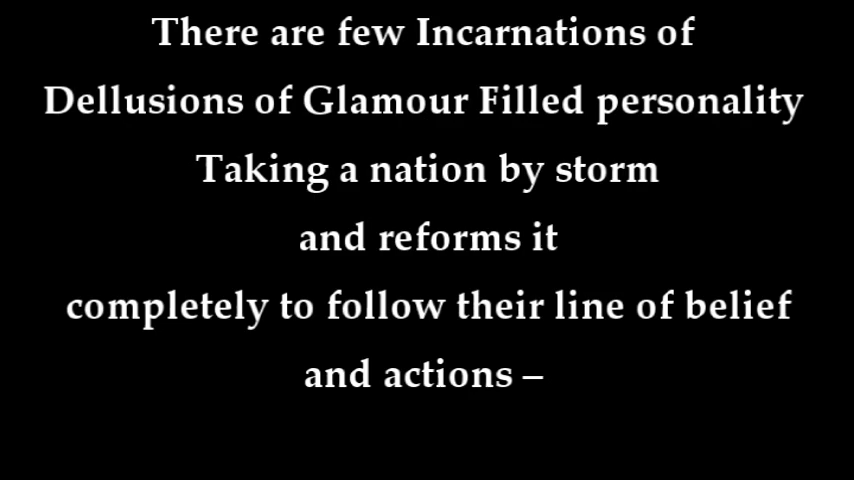 There are few Incarnations of
Dellusions of Glamour Filled personality
Taking a nation by storm
and reforms it
completely to follow their line of belief
and actions –